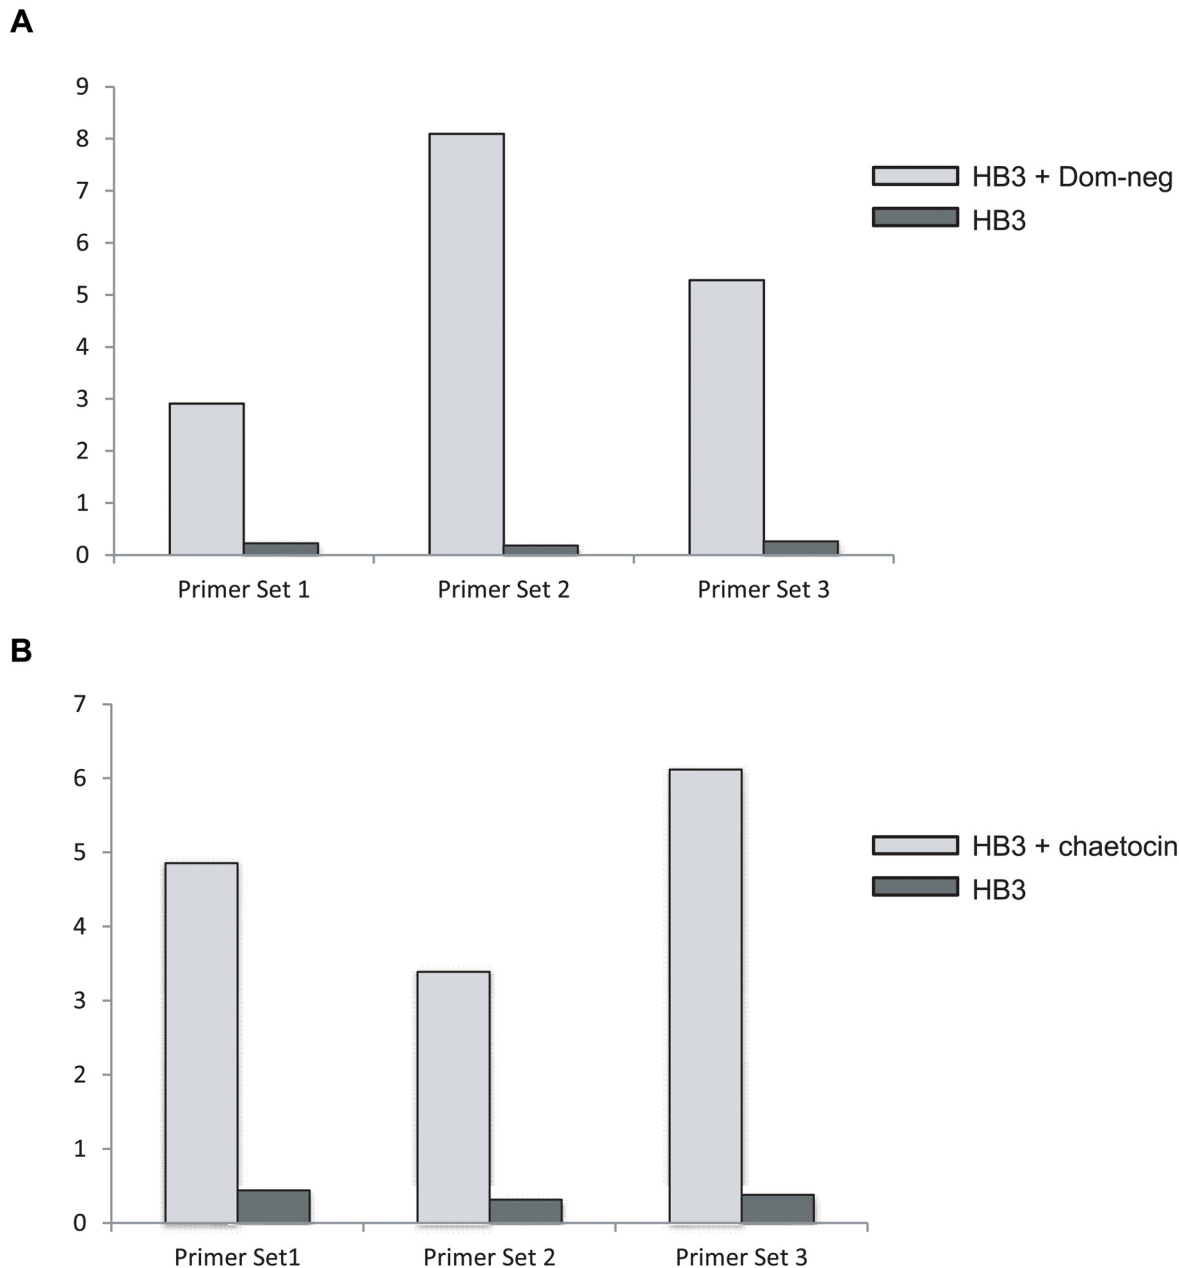 A
9
8
7
6
5
4
3
2
1
0
Primer Set 1 Primer Set 2 Primer Set 3
HB3 + Dom-neg
HB3
B
7
6
5
4
3
2
1
0
Primer Set1 Primer Set 2 Primer Set 3
HB3 + chaetocin
HB3